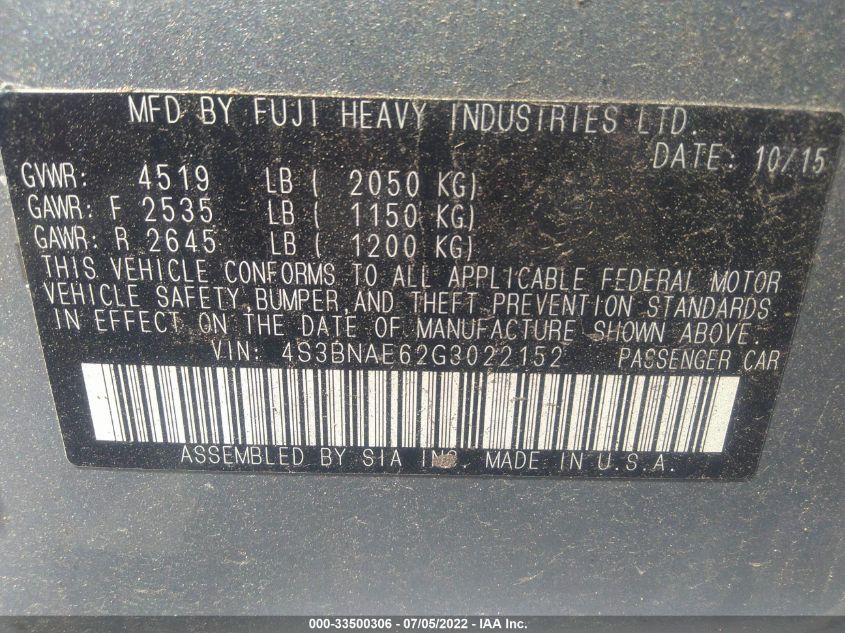 MFD BY FUJI HEAVY INDUSTRIES LTD.
DATE: 10/15
GVWR: 4519 LB ( 2050 KG)
GAWR: F 2535 LB ( 1150 KG)
GAWR: R 2645 LB ( 1200 KG)
THIS VEHICLE CONFORMS TO ALL APPLICABLE FEDERAL MOTOR
VEHICLE SAFETY, BUMPER, AND THEFT PREVENTION STANDARDS
IN EFFECT ON THE DATE OF MANUFACTURE SHOWN ABOVE.
VIN: 4S3BNAE62G3022152 PASSENGER CAR
ASSEMBLED BY SIA INC. MADE IN U.S.A.
000-33500306 - 07/05/2022 - IAA Inc.